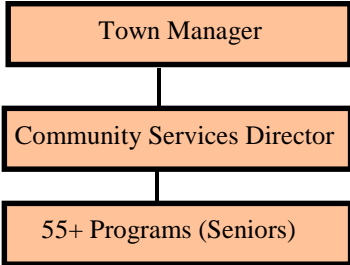 Town Manager
Community Services Director
55+ Programs (Seniors)